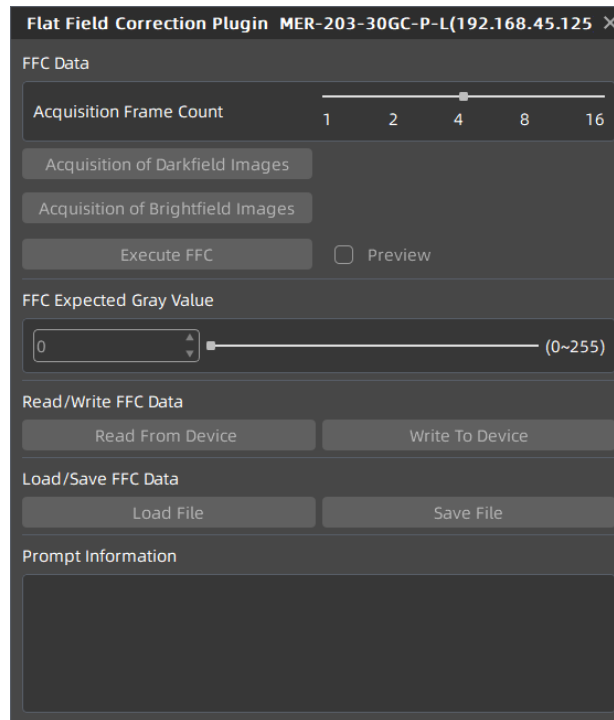 Flat Field Correction Plugin MER-203-30GC-P-L(192.168.45.125
FFC Data
Acquisition Frame Count
1 2 4 8 16
Acquisition of Darkfield Images
Acquisition of Brightfield Images
Execute FFC Preview
FFC Expected Gray Value
0 (0~255)
Read/Write FFC Data
Read From Device Write To Device
Load/Save FFC Data
Load File Save File
Prompt Information